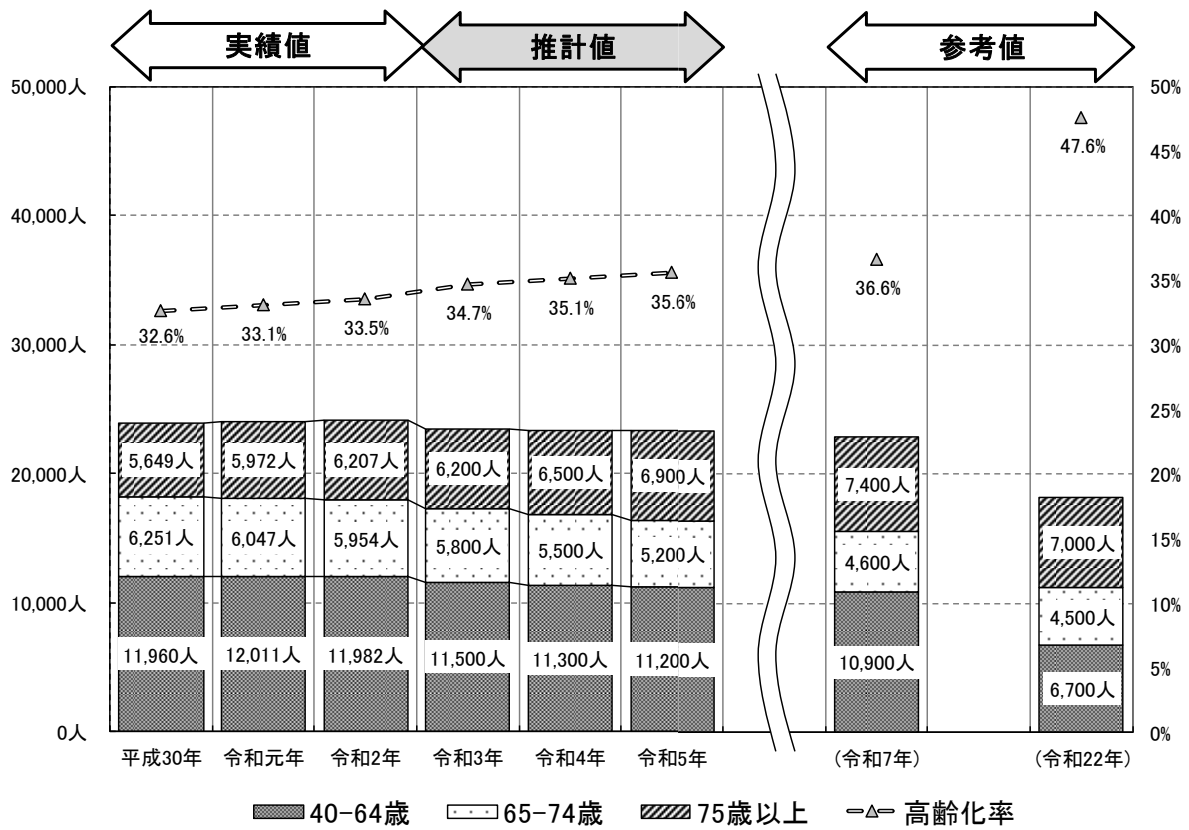 実績値 推計値 参考値
50,000人 50%
47.6%
45%
40,000人 40%
35%
32.6% 33.1% 33.5% 34.7% 35.1% 35.6% 36.6%
30,000人 30%
25%
5,649人 5,972人 6,207人 6,200人 6,500人 6,900人 7,400人 7,000人
20,000人 20%
6,251人 6,047人 5,954人 5,800人 5,500人 5,200人 4,600人 4,500人
15%
10,000人 10%
11,960人 12,011人 11,982人 11,500人 11,300人 11,200人 10,900人 6,700人
5%
0人 0%
平成30年 令和元年 令和2年 令和3年 令和4年 令和5年 (令和7年) (令和22年)
40-64歳 65-74歳 75歳以上 高齢化率